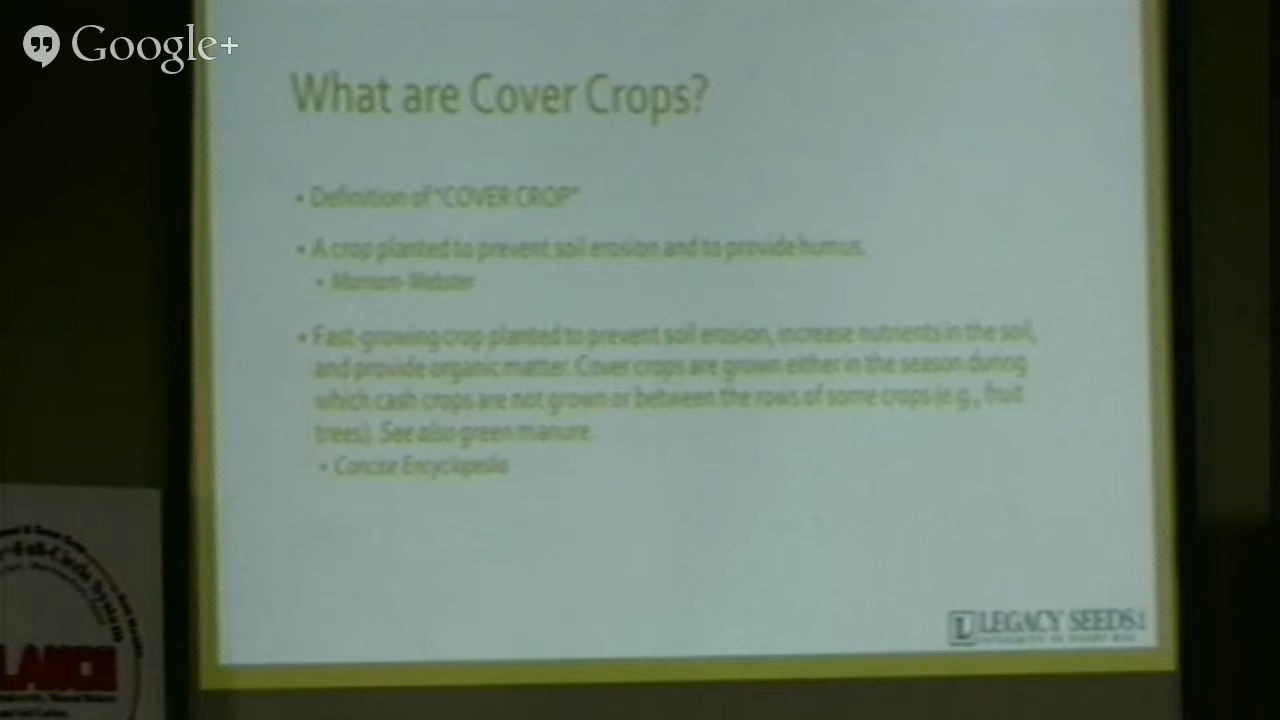 Google+
What are Cover Crops?
• Definition of "COVER CROP"
• A crop planted to prevent soil erosion and to provide humus.
• Merriam-Webster
• Fast-growing crop planted to prevent soil erosion, increase nutrients in the soil,
and provide organic matter. Cover crops are grown either in the season during
which cash crops are not grown or between the rows of some crops (e.g., fruit
trees). See also green manure.
• Concise Encyclopedia
LEGACY SEEDS